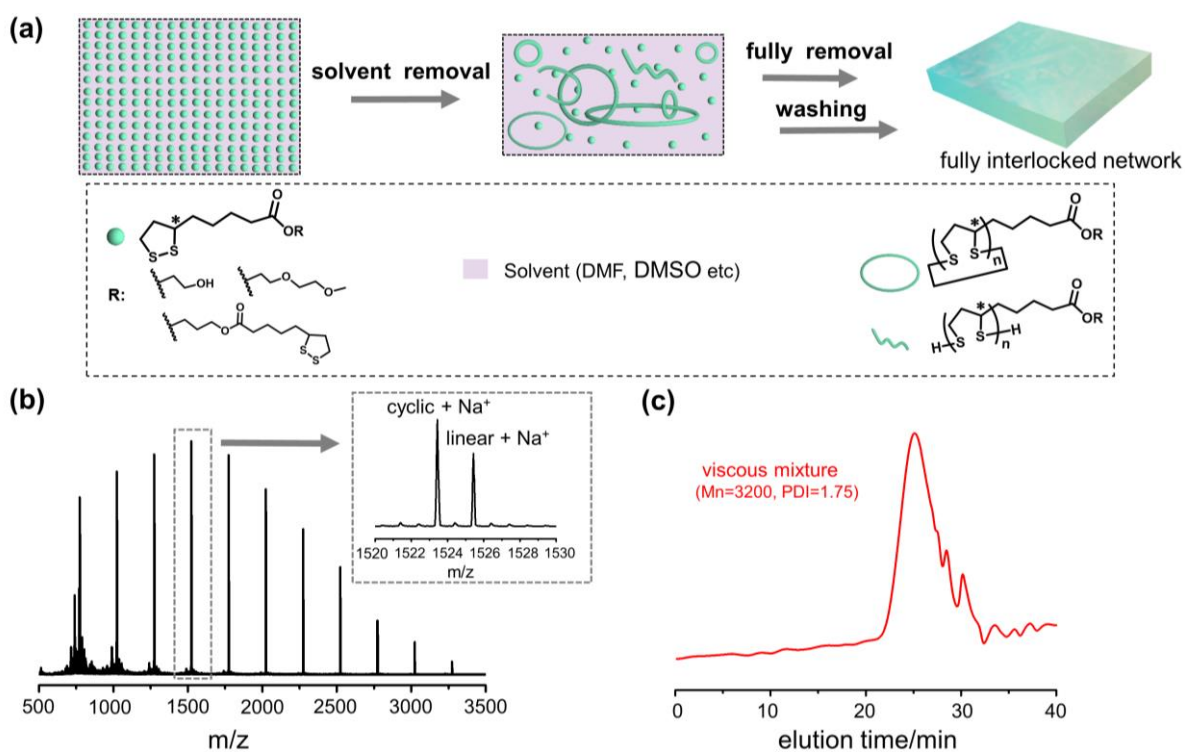 (a)
solvent removal
fully removal
washing
fully interlocked network
O
OR
*
S
S
R:
OH
O
O
O
O
S
S
Solvent (DMF, DMSO etc)
*
O
OR
S
S
n
*
O
OR
H
S
S
n
H
(b)
cyclic + Na⁺
linear + Na⁺
1520 1522 1524 1526 1528 1530
m/z
500 1000 1500 2000 2500 3000 3500
m/z
(c)
viscous mixture
(Mn=3200, PDI=1.75)
0 10 20 30 40
elution time/min